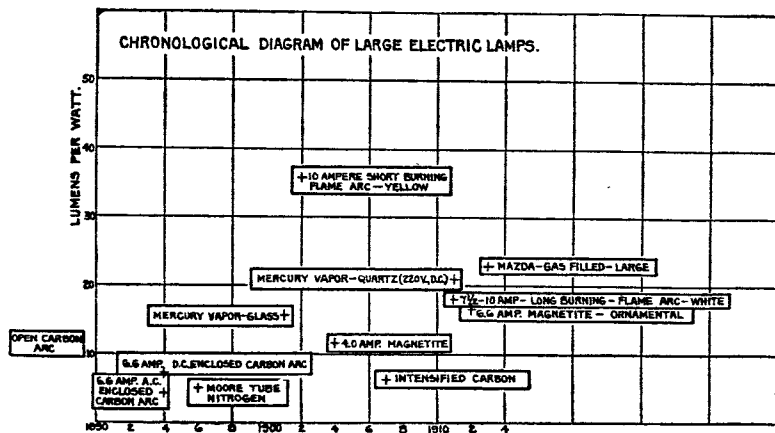 CHRONOLOGICAL DIAGRAM OF LARGE ELECTRIC LAMPS.
LUMENS PER WATT.
50
40
30
20
10
+10 AMPERE SHORT BURNING
FLAME ARC—YELLOW
+MAZDA-GAS FILLED-LARGE
MERCURY VAPOR-QUARTZ (220V,D.C.)+
+7½-10 AMP-LONG BURNING-FLAME ARC-WHITE
+6.6 AMP. MAGNETITE - ORNAMENTAL
MERCURY VAPOR-GLASS+
OPEN CARBON
ARC
+4.0 AMP. MAGNETITE
6.6 AMP. D.C. ENCLOSED CARBON ARC
6.6 AMP. A.C.
ENCLOSED
CARBON ARC
+MOORE TUBE
NITROGEN
+INTENSIFIED CARBON
2 4 6 8 1900 2 4 6 8 1910 2 4